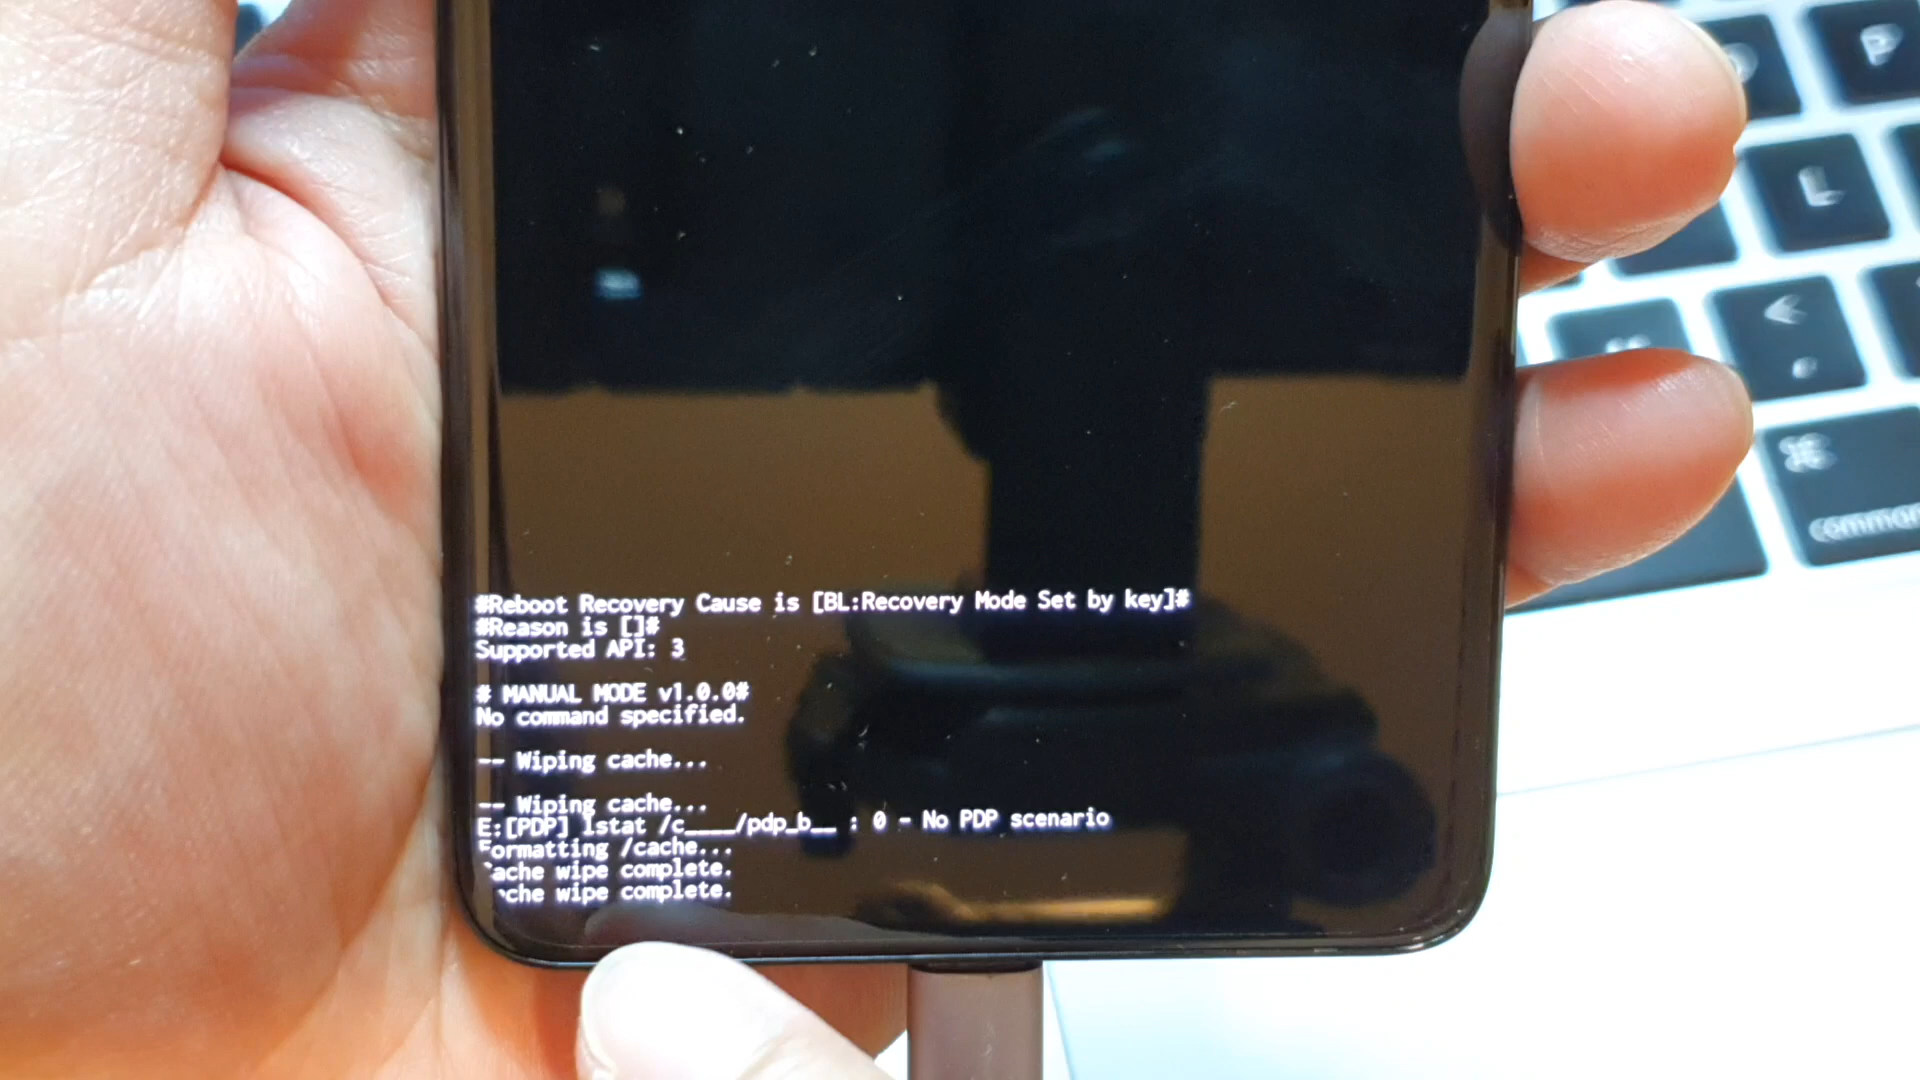 P
L
<
,
⌘
#Reboot Recovery Cause is [BL:Recovery Mode Set by key]#
#Reason is []#
Supported API: 3
# MANUAL MODE v1.0.0#
No command specified.
-- Wiping cache...
-- Wiping cache...
E:[PDP] lstat /c____/pdp_b__ : 0 - No PDP scenario
Formatting /cache...
Cache wipe complete.
ache wipe complete.